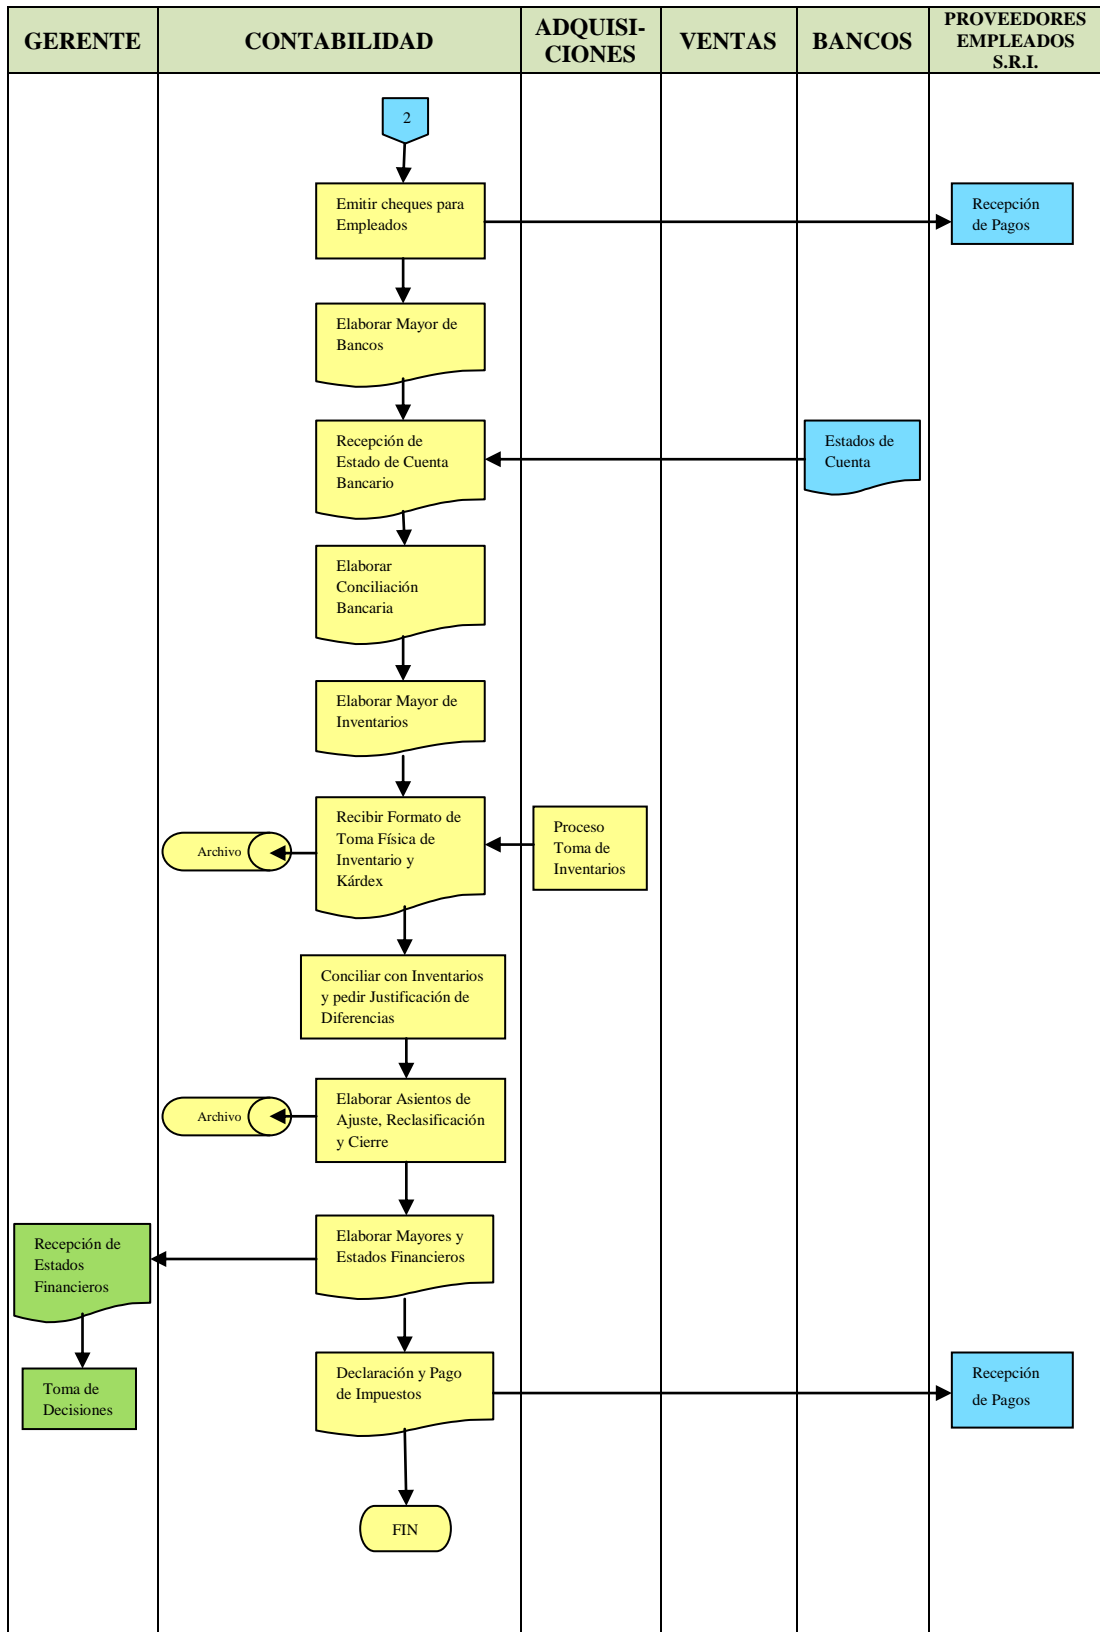 GERENTE
CONTABILIDAD
ADQUISI-
CIONES
VENTAS
BANCOS
PROVEEDORES
EMPLEADOS
S.R.I.
2
Emitir cheques para
Empleados
Recepción
de Pagos
Elaborar Mayor de
Bancos
Recepción de
Estado de Cuenta
Bancario
Estados de
Cuenta
Elaborar
Conciliación
Bancaria
Elaborar Mayor de
Inventarios
Recibir Formato de
Toma Física de
Inventario y
Kárdex
Archivo
Proceso
Toma de
Inventarios
Conciliar con Inventarios
y pedir Justificación de
Diferencias
Elaborar Asientos de
Ajuste, Reclasificación
y Cierre
Archivo
Elaborar Mayores y
Estados Financieros
Recepción de
Estados
Financieros
Toma de
Decisiones
Declaración y Pago
de Impuestos
Recepción
de Pagos
FIN